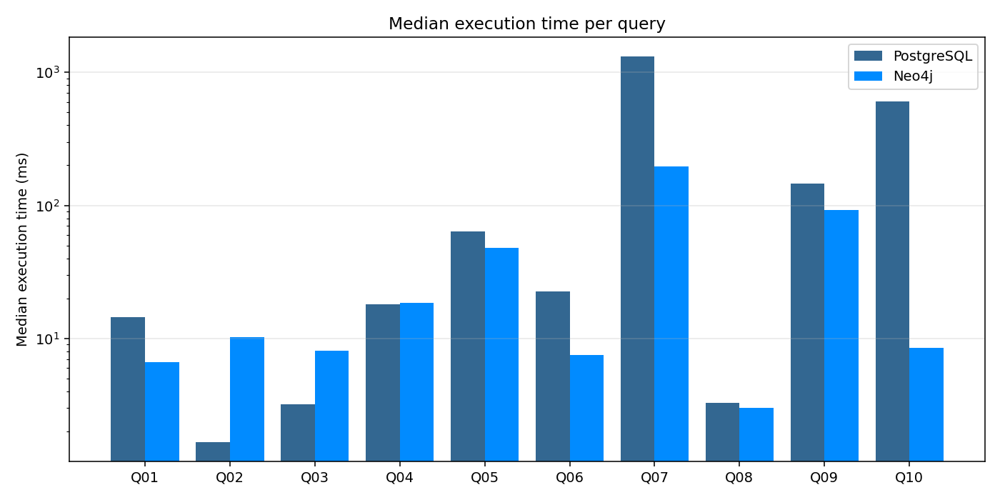 Median execution time per query
PostgreSQL
Neo4j
Median execution time (ms)
10³
10²
10¹
Q01 Q02 Q03 Q04 Q05 Q06 Q07 Q08 Q09 Q10